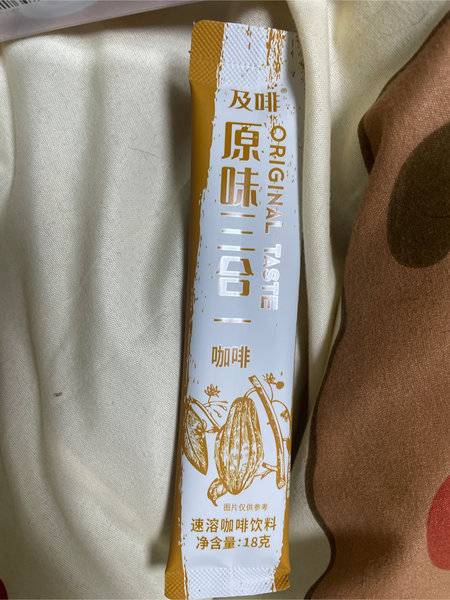 及啡®
原味三合一
ORIGINAL TASTE
咖啡
图片仅供参考
速溶咖啡饮料
净含量:18克